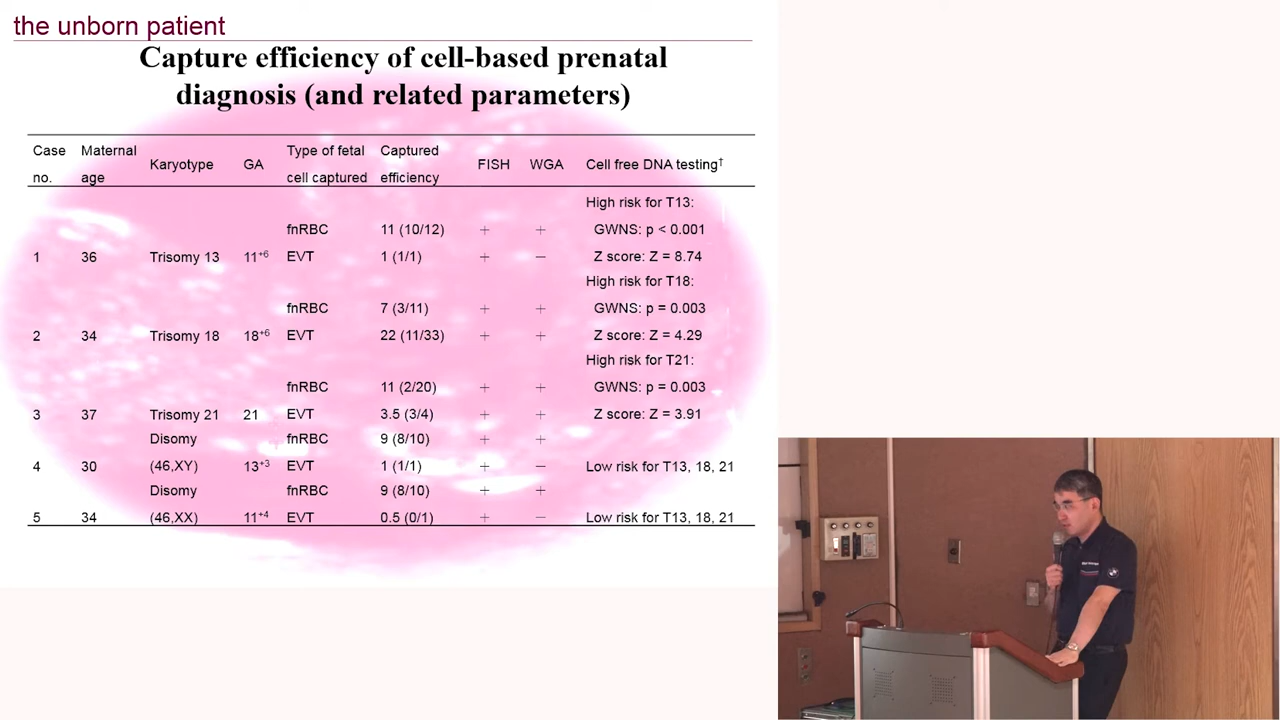 the unborn patient
Capture efficiency of cell-based prenatal
diagnosis (and related parameters)
Case no. Maternal age Karyotype GA Type of fetal cell captured Captured efficiency FISH WGA Cell free DNA testing†
High risk for T13:
fnRBC 11 (10/12) + + GWNS: p < 0.001
1 36 Trisomy 13 11+6 EVT 1 (1/1) + − Z score: Z = 8.74
High risk for T18:
fnRBC 7 (3/11) + + GWNS: p = 0.003
2 34 Trisomy 18 18+6 EVT 22 (11/33) + + Z score: Z = 4.29
High risk for T21:
fnRBC 11 (2/20) + + GWNS: p = 0.003
3 37 Trisomy 21 21 EVT 3.5 (3/4) + + Z score: Z = 3.91
Disomy fnRBC 9 (8/10) + +
4 30 (46,XY) 13+3 EVT 1 (1/1) + − Low risk for T13, 18, 21
Disomy fnRBC 9 (8/10) + +
5 34 (46,XX) 11+4 EVT 0.5 (0/1) + − Low risk for T13, 18, 21